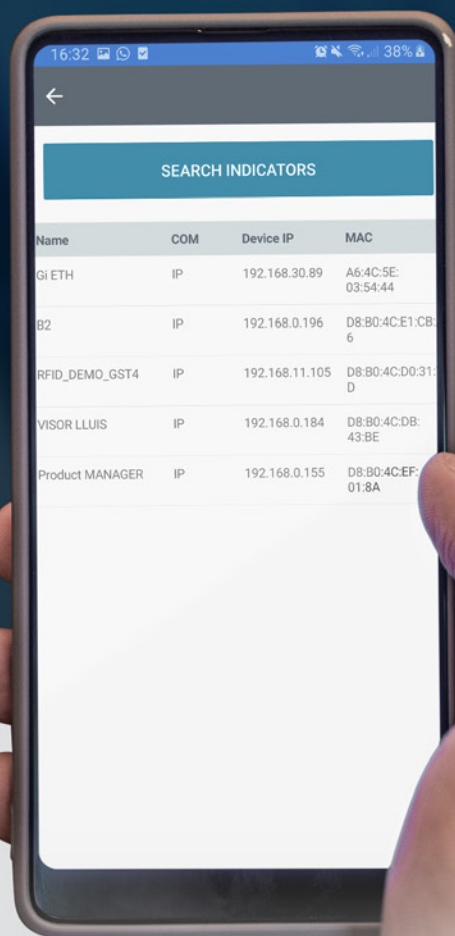 16:32 38%
SEARCH INDICATORS
Name COM Device IP MAC
Gi ETH IP 192.168.30.89 A6:4C:5E:
03:54:44
B2 IP 192.168.0.196 D8:B0:4C:E1:CB:
6
RFID_DEMO_GST4 IP 192.168.11.105 D8:B0:4C:D0:31:
D
VISOR LLUIS IP 192.168.0.184 D8:B0:4C:DB:
43:BE
Product MANAGER IP 192.168.0.155 D8:B0:4C:EF:
01:8A